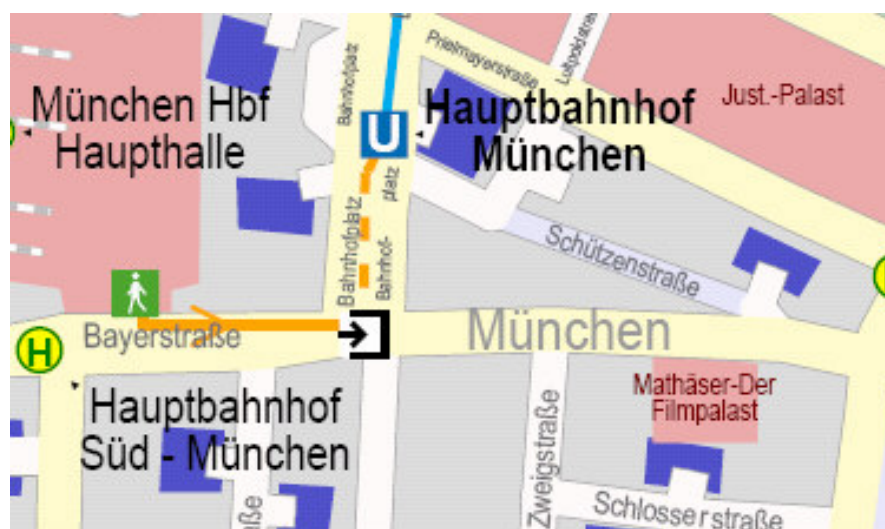 Bahnhofplatz
Prielmayerstraße
Luitpoldstraße
Just.-Palast
München Hbf
Haupthalle
U
Hauptbahnhof
München
Bahnhofplatz
Bahnhof-
platz
Schützenstraße
H
Bayerstraße
München
Hauptbahnhof
Süd - München
Zweigstraße
Mathäser-Der
Filmpalast
Schlosserstraße